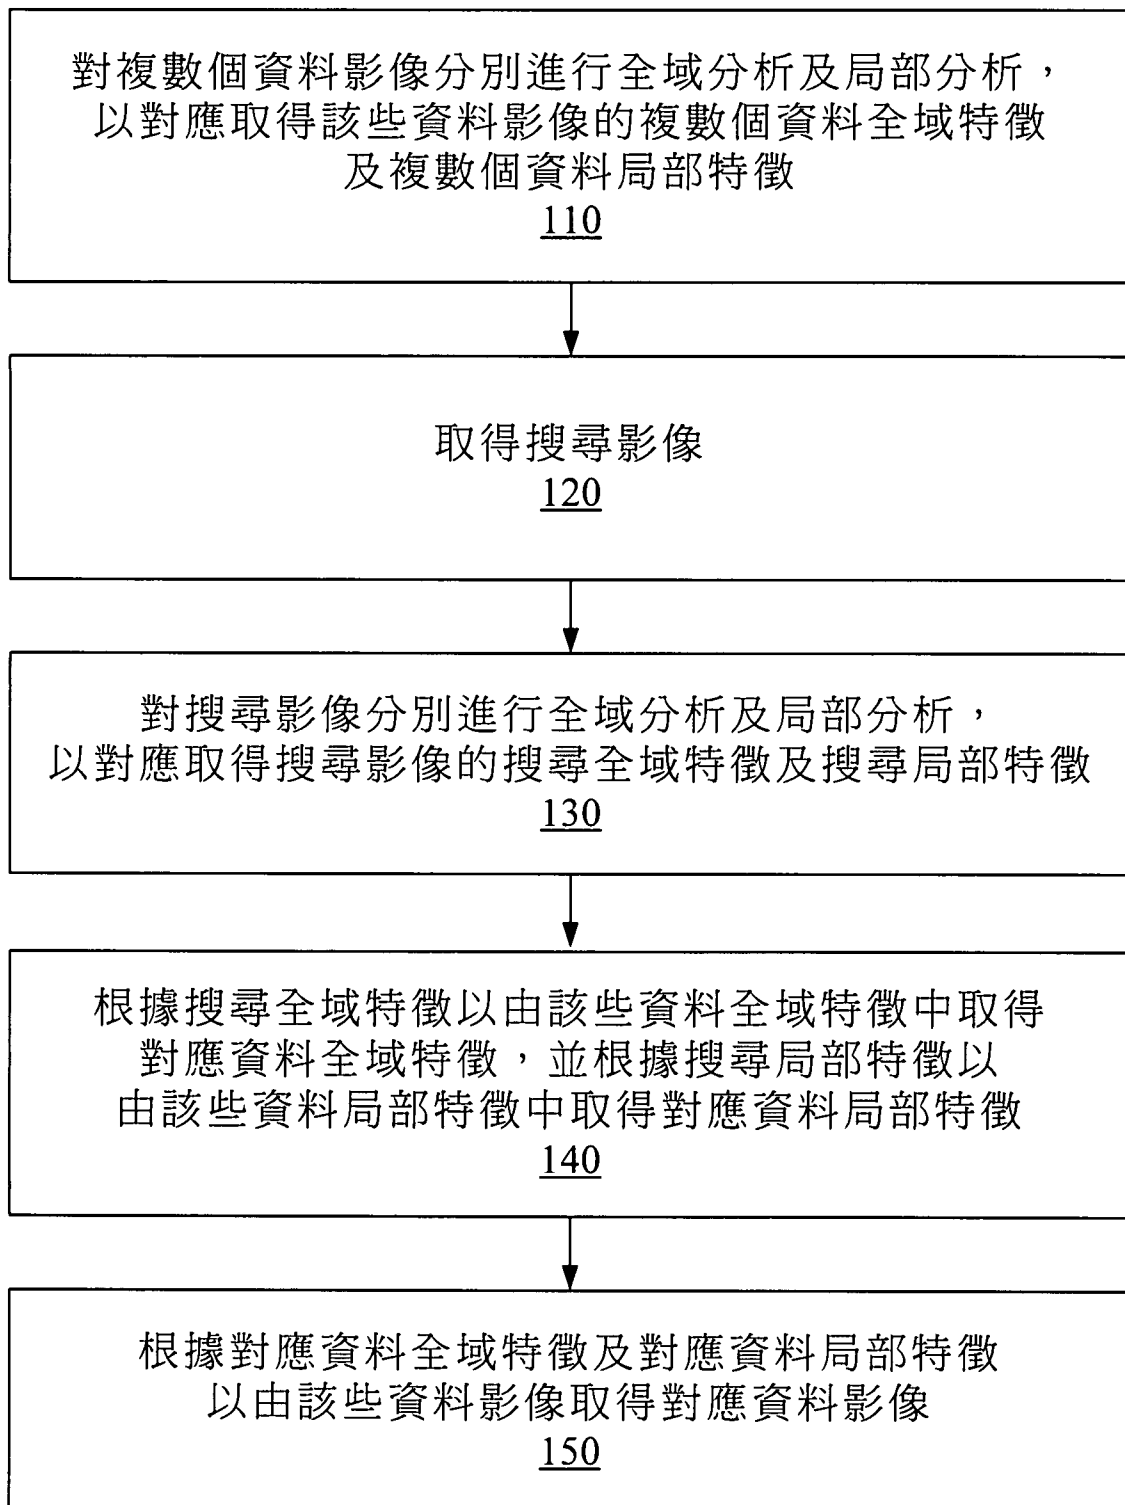 對複數個資料影像分別進行全域分析及局部分析，
以對應取得該些資料影像的複數個資料全域特徵
及複數個資料局部特徵
110
取得搜尋影像
120
對搜尋影像分別進行全域分析及局部分析，
以對應取得搜尋影像的搜尋全域特徵及搜尋局部特徵
130
根據搜尋全域特徵以由該些資料全域特徵中取得
對應資料全域特徵，並根據搜尋局部特徵以
由該些資料局部特徵中取得對應資料局部特徵
140
根據對應資料全域特徵及對應資料局部特徵
以由該些資料影像取得對應資料影像
150